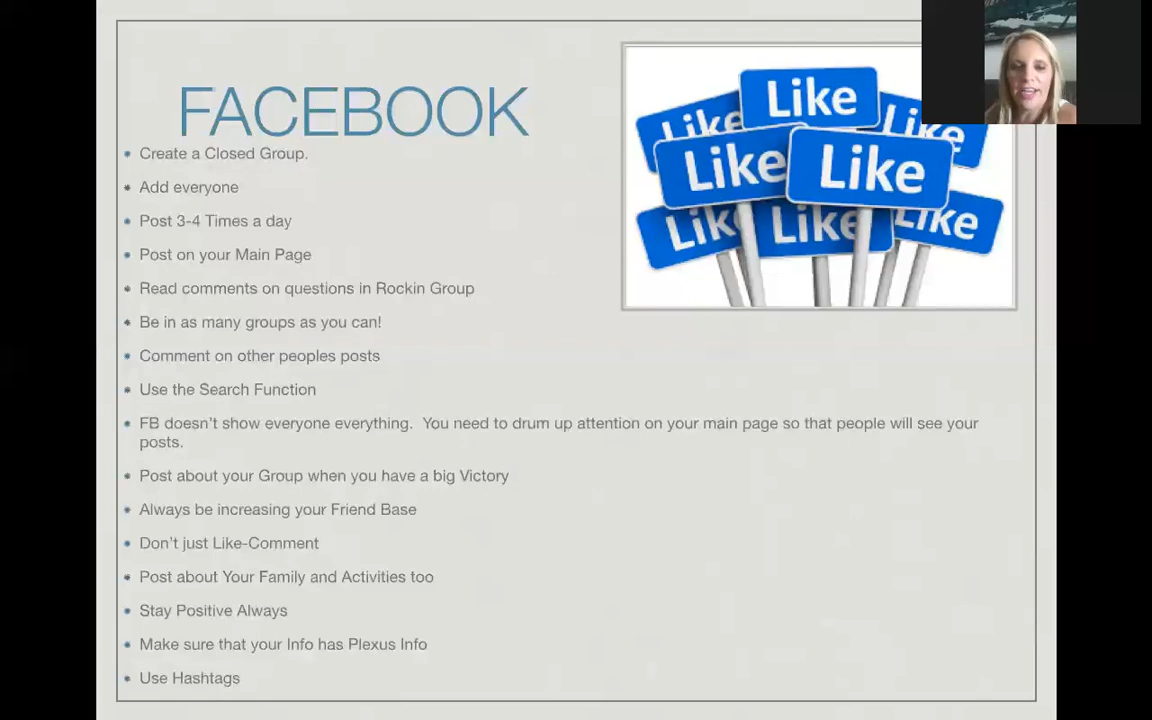 FACEBOOK
Create a Closed Group.
Add everyone
Post 3-4 Times a day
Post on your Main Page
Read comments on questions in Rockin Group
Be in as many groups as you can!
Comment on other peoples posts
Use the Search Function
FB doesn't show everyone everything.  You need to drum up attention on your main page so that people will see your
posts.
Post about your Group when you have a big Victory
Always be increasing your Friend Base
Don't just Like-Comment
Post about Your Family and Activities too
Stay Positive Always
Make sure that your Info has Plexus Info
Use Hashtags
Like
Like
Like
Like
Like
Like
Like
Like